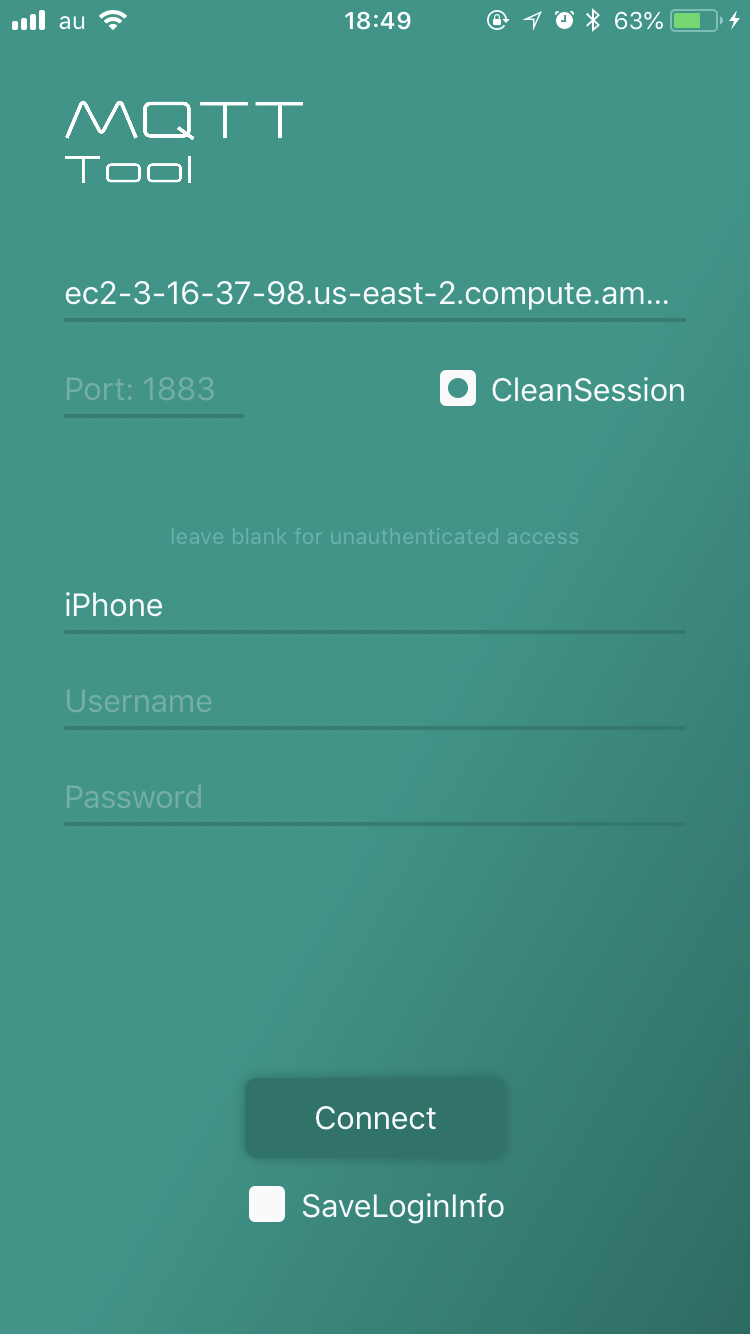 au 18:49 63%
MQTT
Tool
ec2-3-16-37-98.us-east-2.compute.am...
Port: 1883 CleanSession
leave blank for unauthenticated access
iPhone
Username
Password
Connect
SaveLoginInfo